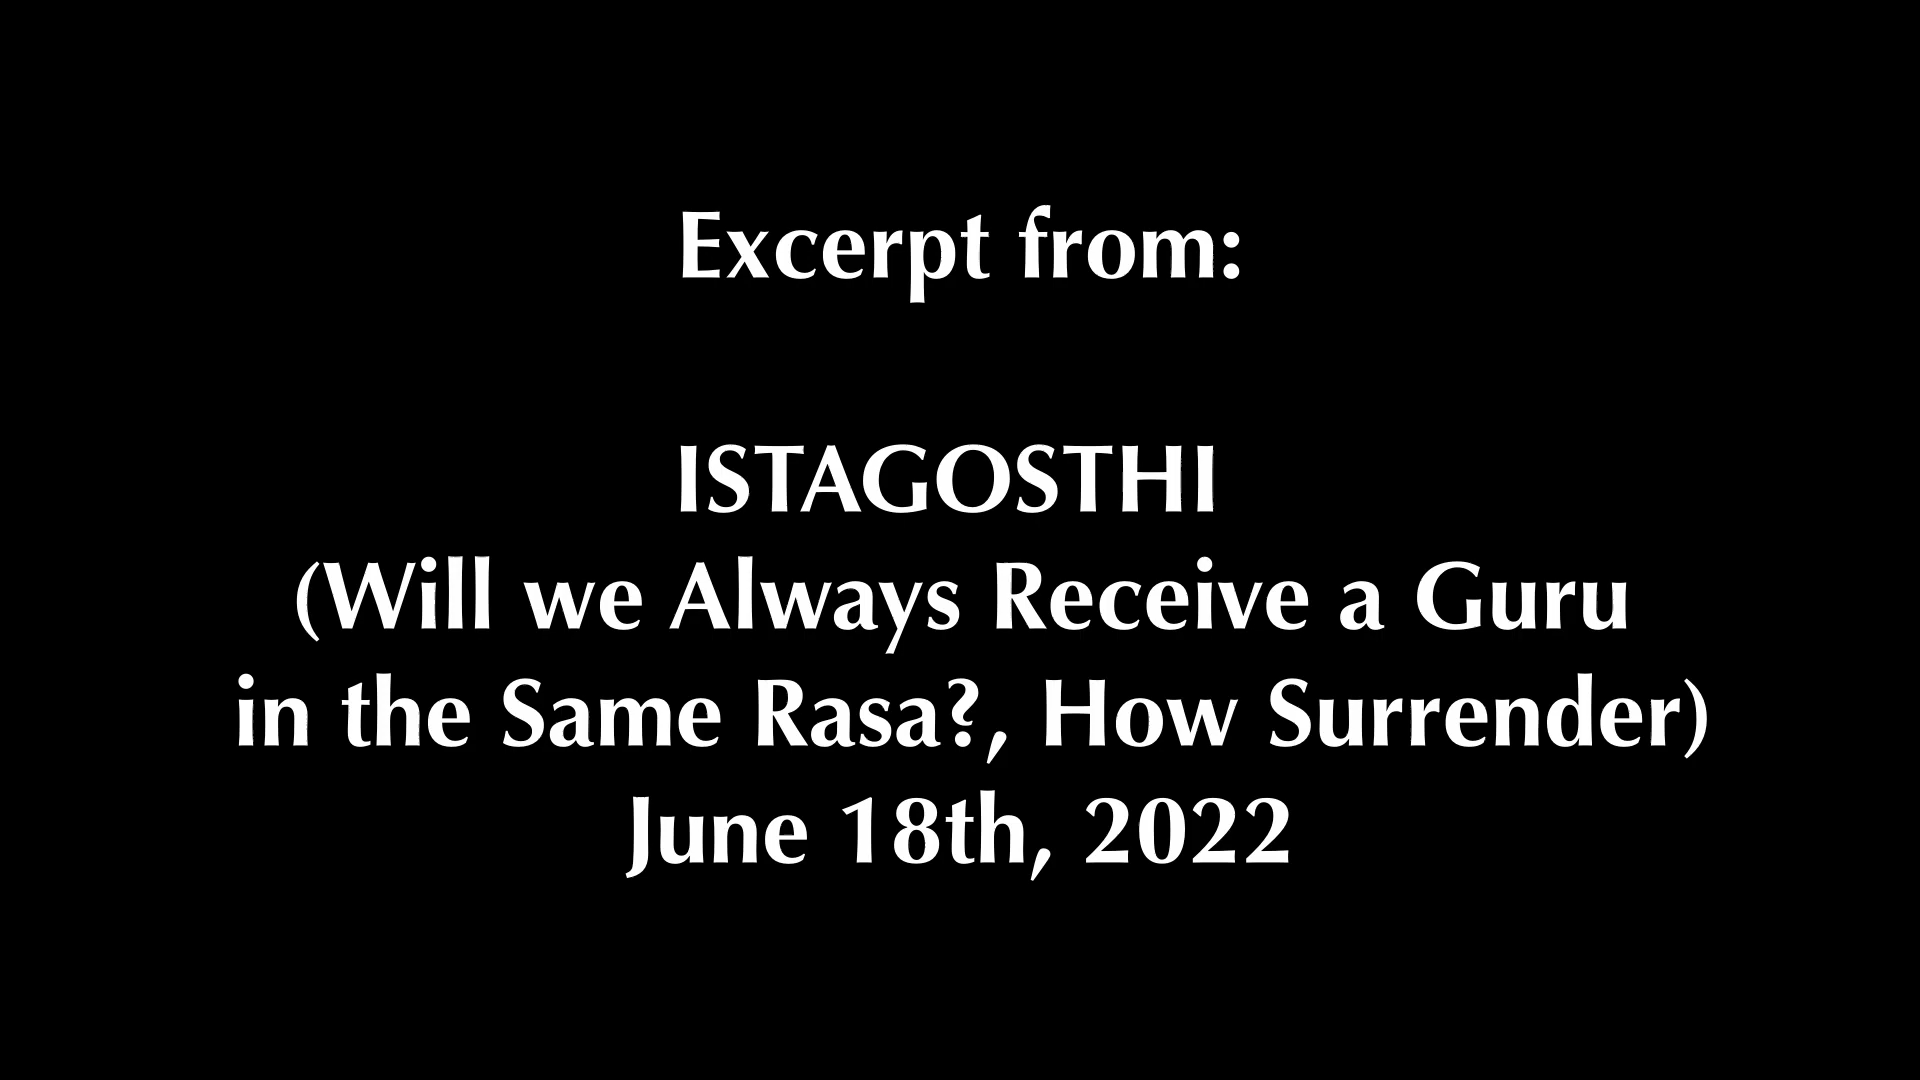 Excerpt from:
ISTAGOSTHI
(Will we Always Receive a Guru
in the Same Rasa?, How Surrender)
June 18th, 2022